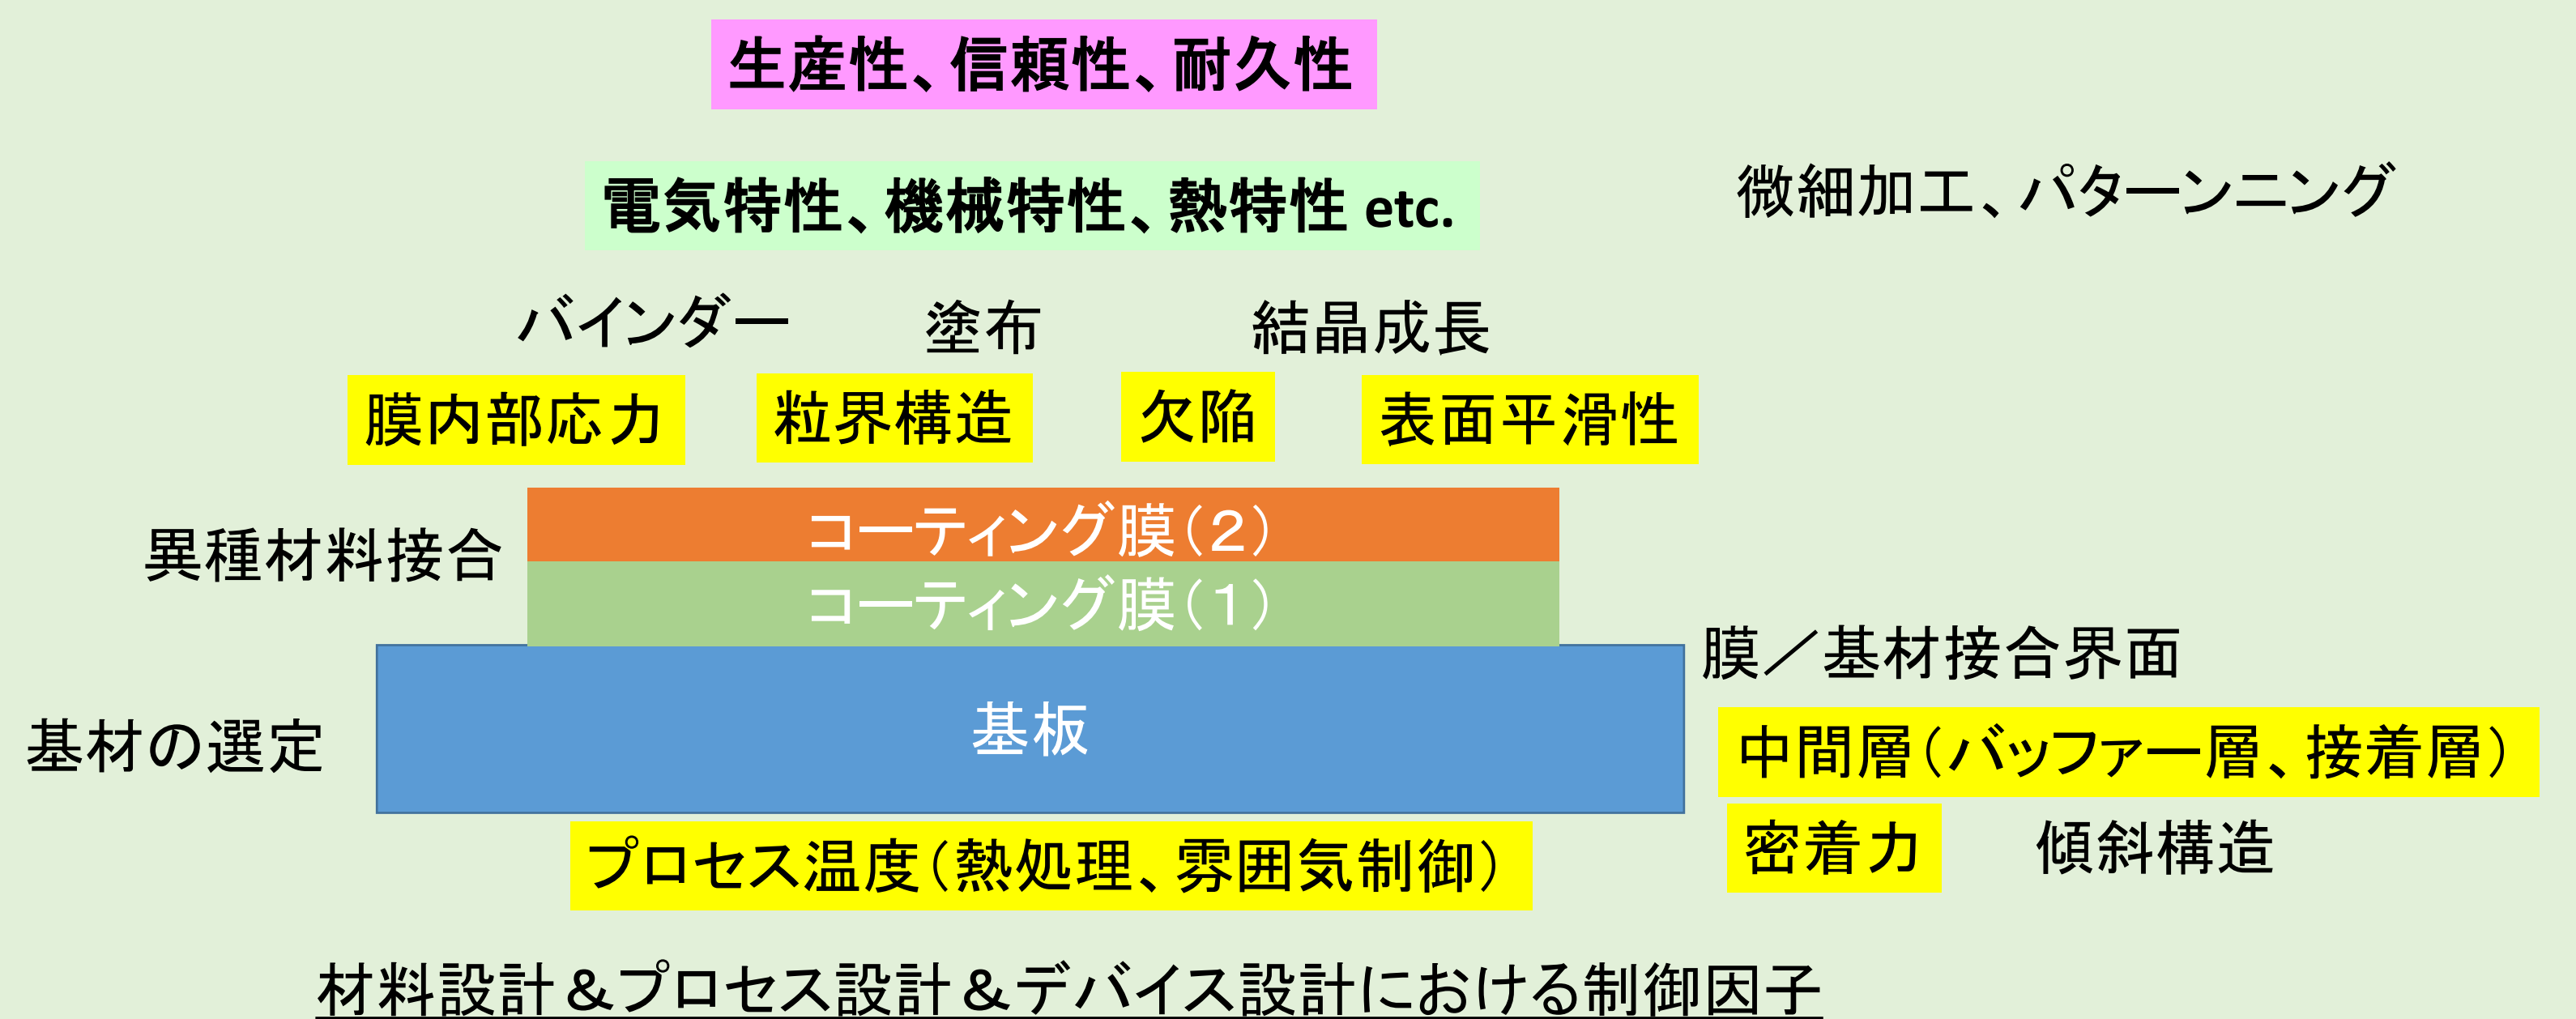 生産性、信頼性、耐久性
電気特性、機械特性、熱特性 etc.
微細加工、パターンニング
バインダー
塗布
結晶成長
膜内部応力
粒界構造
欠陥
表面平滑性
異種材料接合
コーティング膜（２）
コーティング膜（１）
膜／基材接合界面
基材の選定
基板
中間層（バッファー層、接着層）
密着力
傾斜構造
プロセス温度（熱処理、雰囲気制御）
材料設計＆プロセス設計＆デバイス設計における制御因子